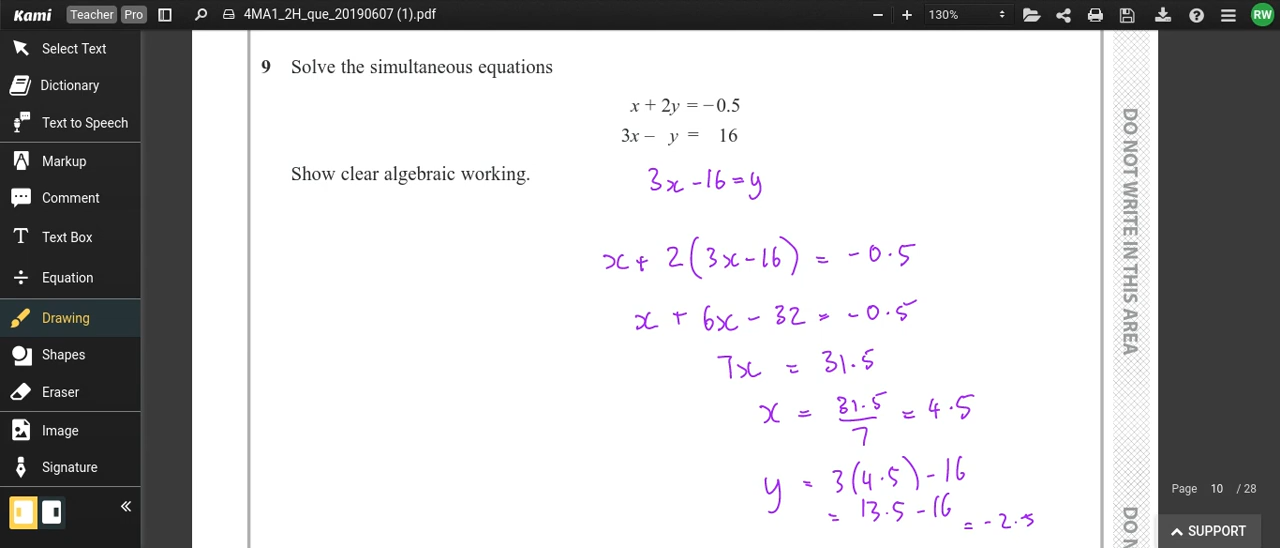 Kami Teacher Pro 4MA1_2H_que_20190607 (1).pdf 130% RW
Select Text
Dictionary
Text to Speech
Markup
Comment
Text Box
Equation
Drawing
Shapes
Eraser
Image
Signature
9 Solve the simultaneous equations
x + 2y = −0.5
3x − y = 16
Show clear algebraic working.
3x - 16 = y
x + 2(3x - 16) = -0.5
x + 6x - 32 = -0.5
7x = 31.5
x = 31.5/7 = 4.5
y = 3(4.5) - 16
= 13.5 - 16 = -2.5
DO NOT WRITE IN THIS AREA
DO N
Page 10 / 28
SUPPORT